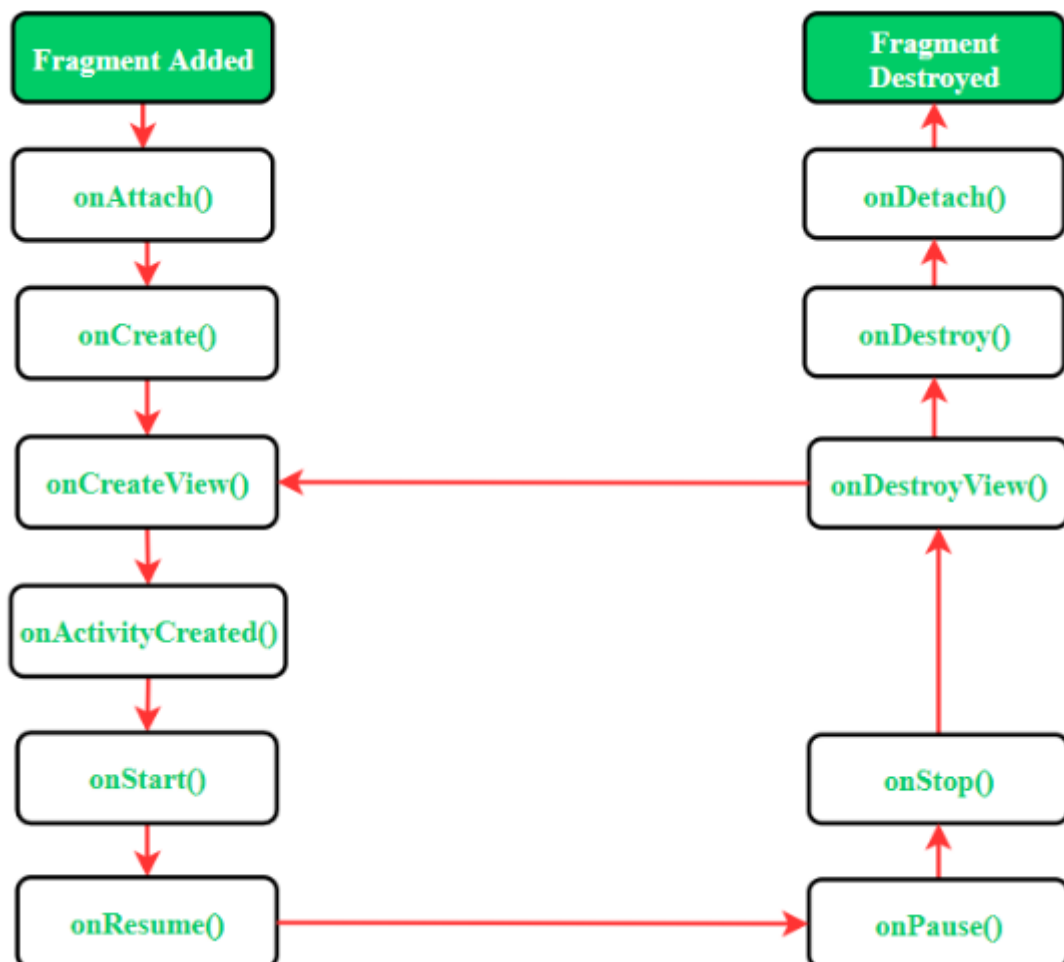 Fragment Added
onAttach()
onCreate()
onCreateView()
onActivityCreated()
onStart()
onResume()
Fragment
Destroyed
onDetach()
onDestroy()
onDestroyView()
onStop()
onPause()